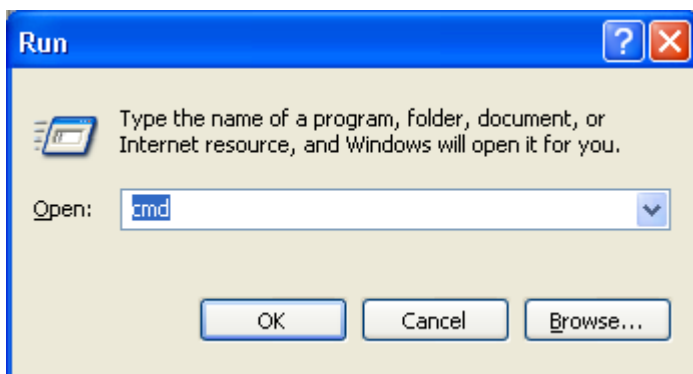 Run
?
Type the name of a program, folder, document, or
Internet resource, and Windows will open it for you.
Open:
cmd
OK
Cancel
Browse...